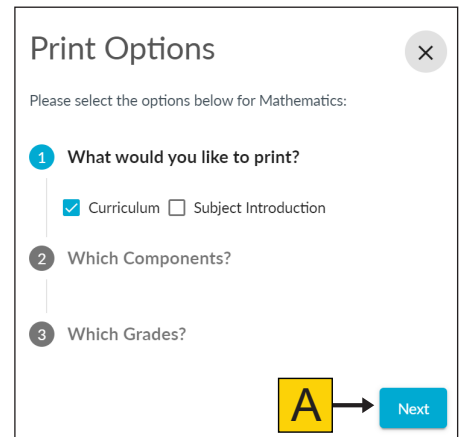 Print Options
Please select the options below for Mathematics:
1 What would you like to print?
Curriculum Subject Introduction
2 Which Components?
3 Which Grades?
A Next